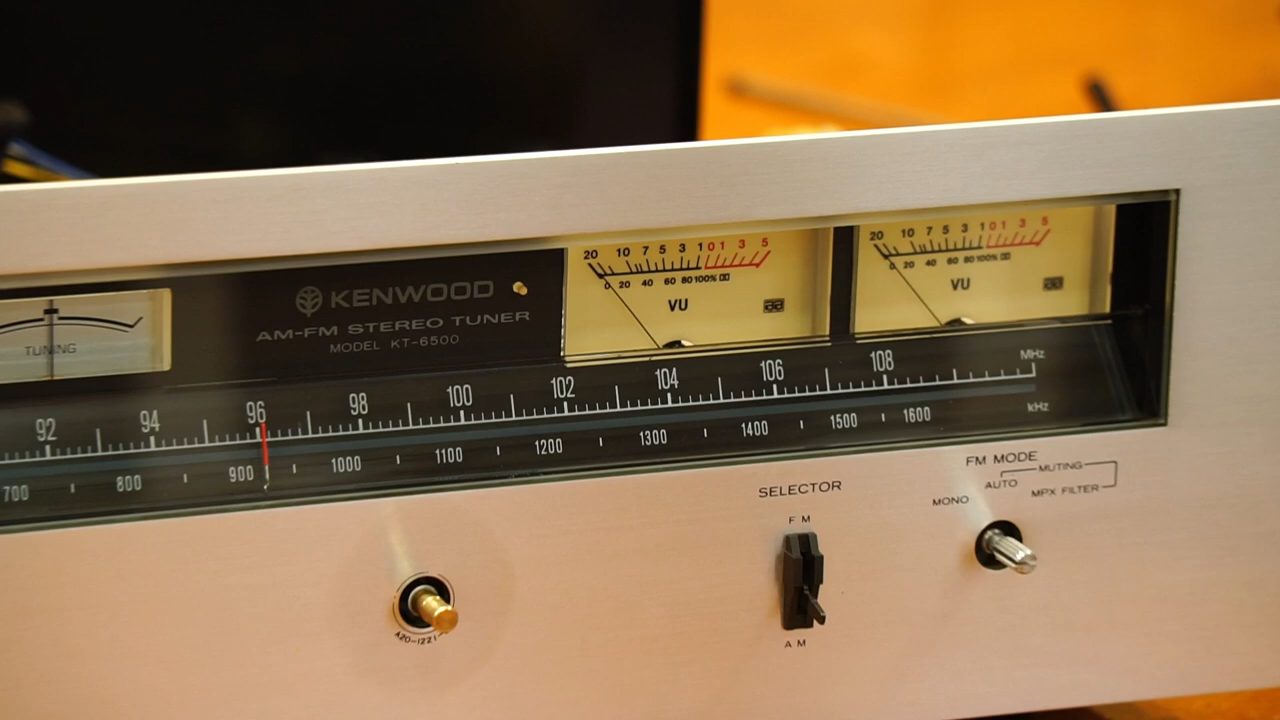 20 10 7 5 3 1 0 1 3 5
0 20 40 60 80 100%
VU
20 10 7 5 3 1 0 1 3 5
0 20 40 60 80 100%
VU
KENWOOD
AM-FM STEREO TUNER
MODEL KT-6500
TUNING
92 94 96 98 100 102 104 106 108 MHz
700 800 900 1000 1100 1200 1300 1400 1500 1600 kHz
SELECTOR
FM
AM
FM MODE
MUTING
AUTO
MONO
MPX FILTER
A20-1221